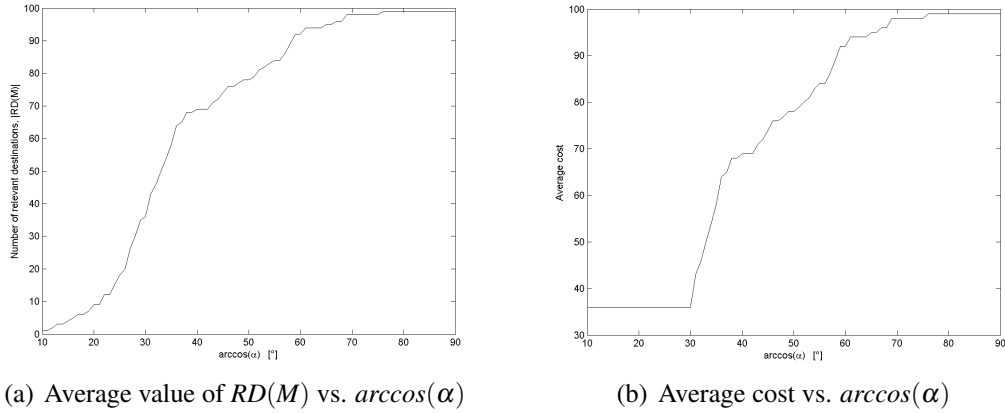 100
90
80
70
60
50
40
30
20
10
0
Number of relevant destinations, |RD(M)|
10 20 30 40 50 60 70 80 90
arccos(α) [°]
(a) Average value of RD(M) vs. arccos(α)
100
90
80
70
60
50
40
30
Average cost
10 20 30 40 50 60 70 80 90
arccos(α) [°]
(b) Average cost vs. arccos(α)